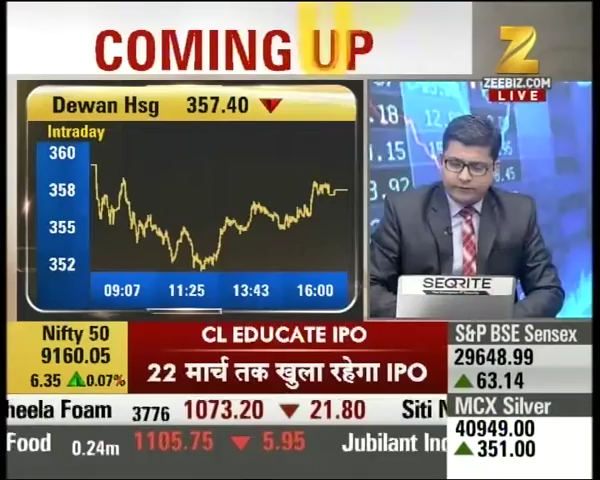 COMING UP
ZEEBIZ.COM
LIVE
Dewan Hsg 357.40
Intraday
360
358
355
352
09:07 11:25 13:43 16:00
SEQRITE
Nifty 50
9160.05
6.35 0.07%
CL EDUCATE IPO
22 मार्च तक खुला रहेगा IPO
S&P BSE Sensex
29648.99
63.14
MCX Silver
40949.00
351.00
heela Foam 3776 1073.20 21.80 Siti N
Food 0.24m 1105.75 5.95 Jubilant Ind